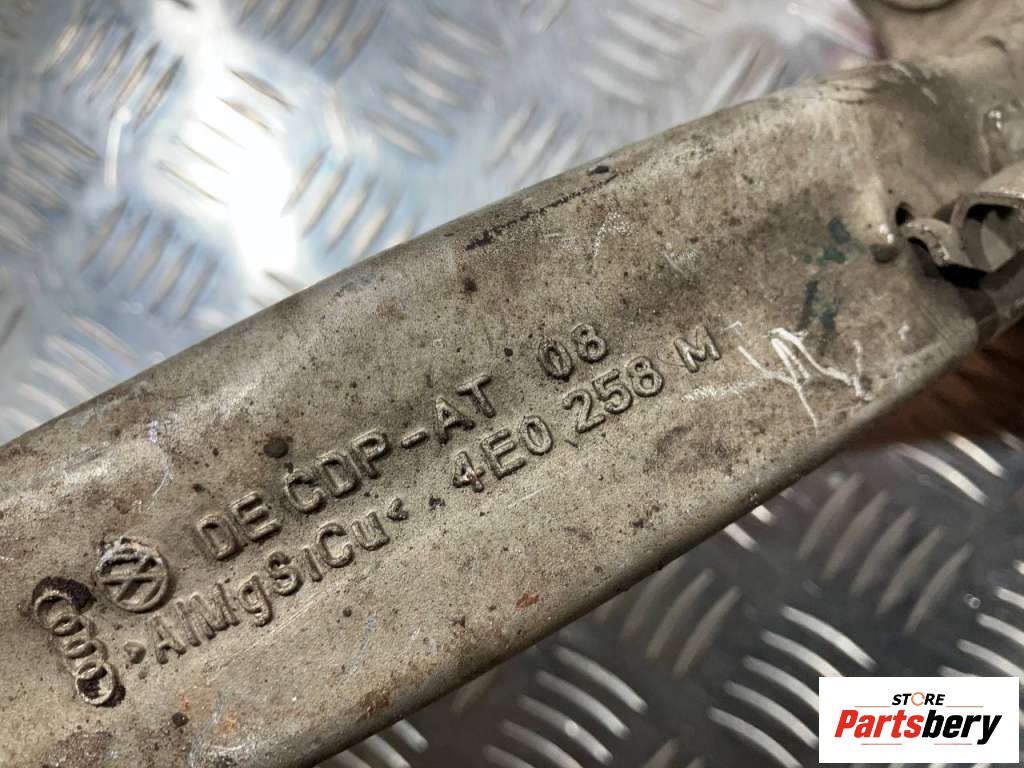 DE CDP-AT 08
>AlMgSiCu< 4E0 258 M
STORE
Partsbery